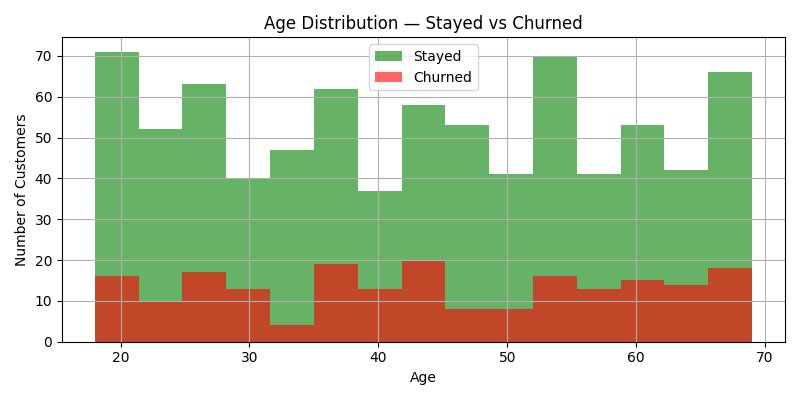 Age Distribution — Stayed vs Churned
Number of Customers
70
60
50
40
30
20
10
0
Stayed
Churned
20 30 40 50 60 70
Age